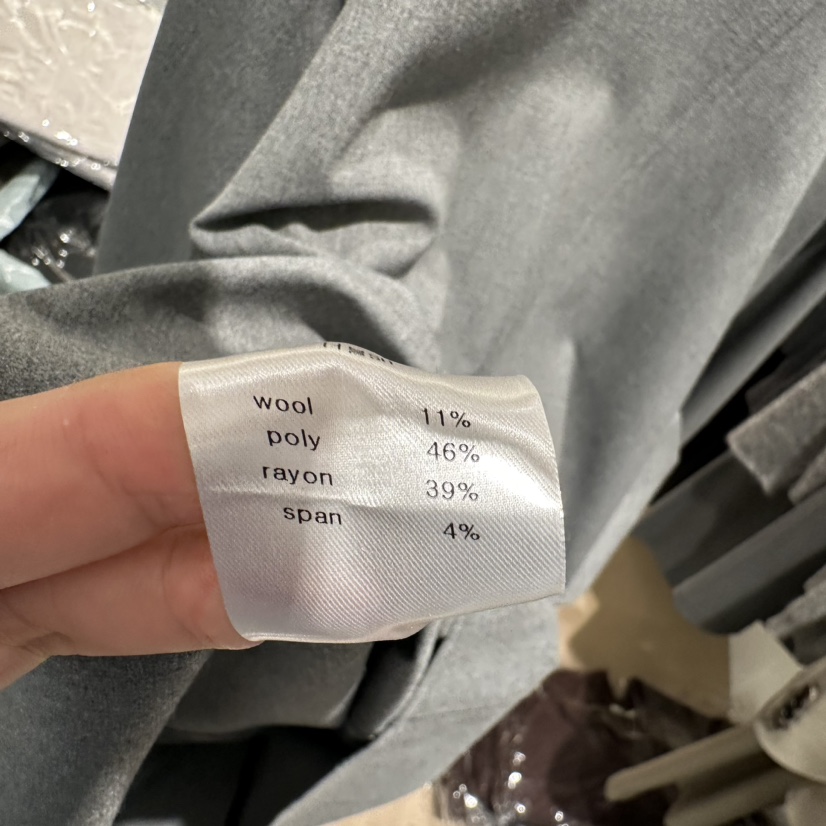 wool 11%
poly 46%
rayon 39%
span 4%